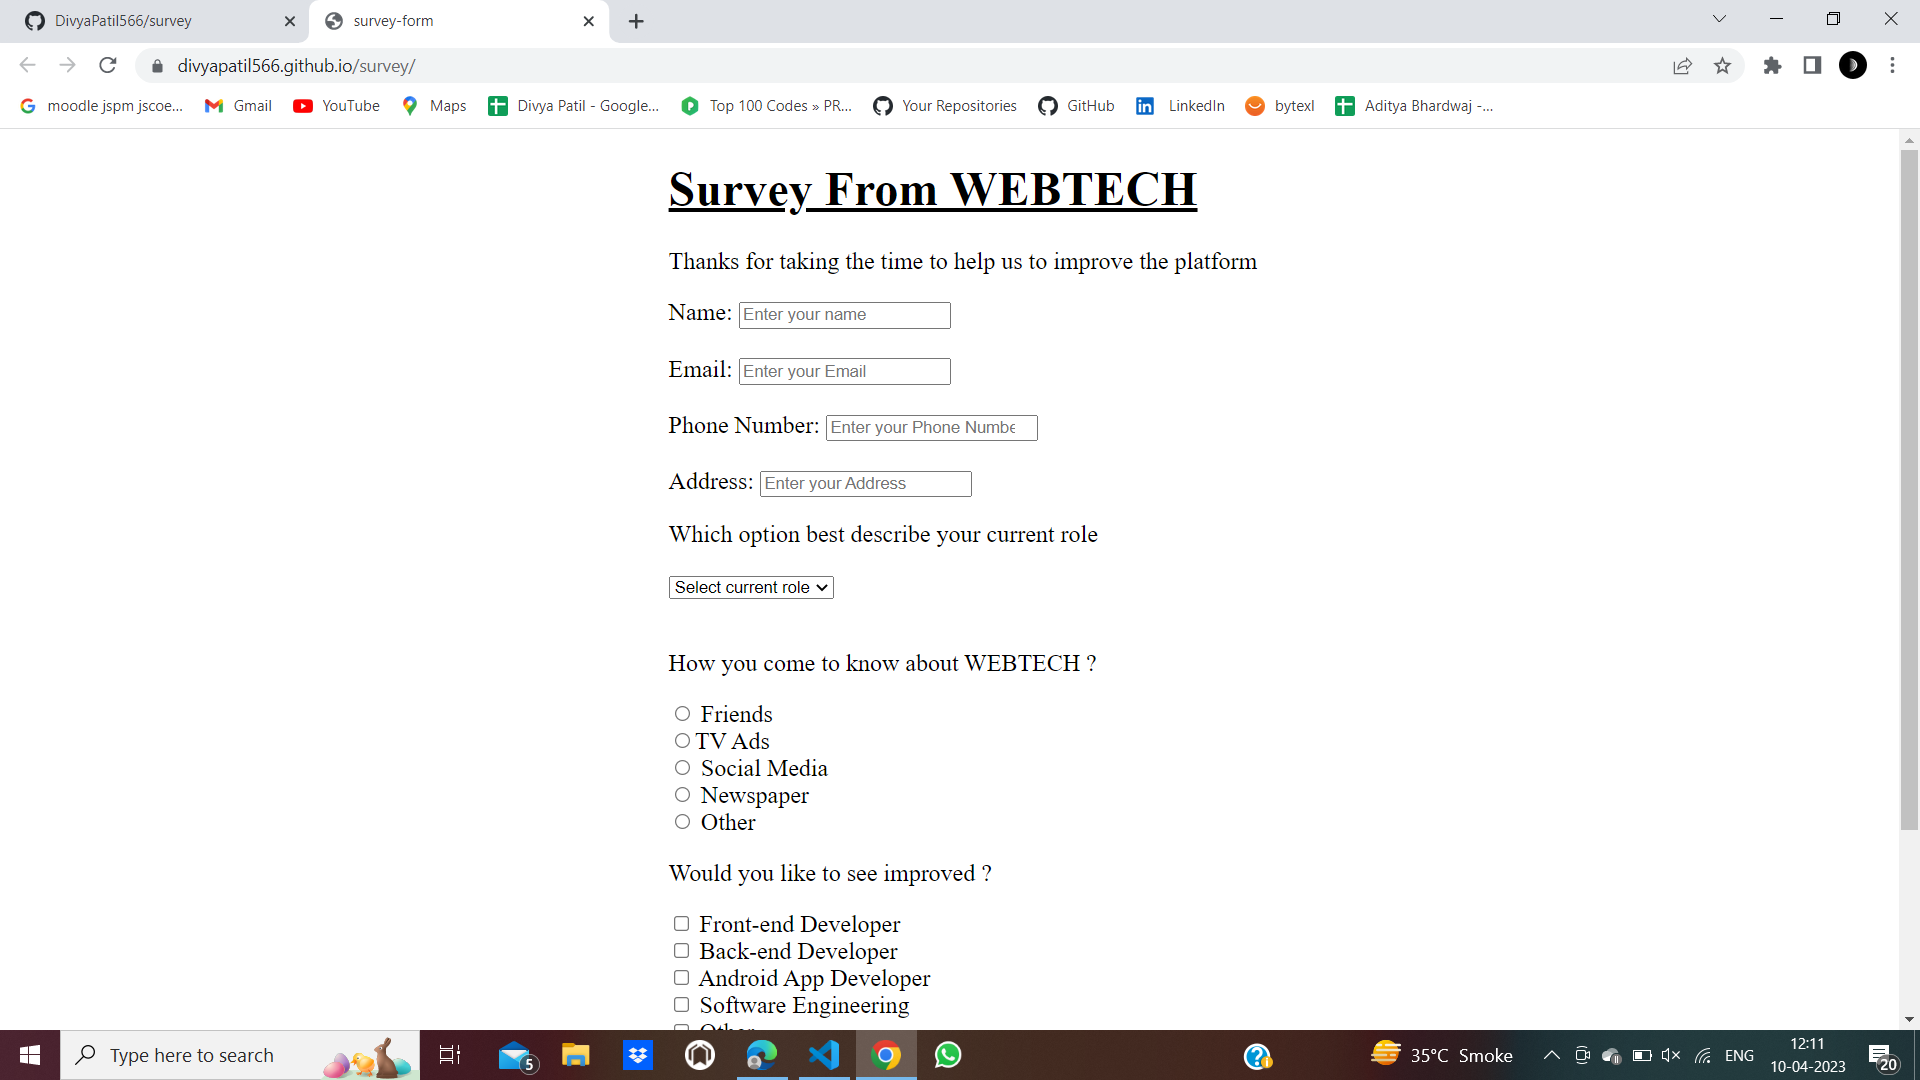 DivyaPatil566/survey
survey-form
divyapatil566.github.io/survey/
moodle jspm jscoe... Gmail YouTube Maps Divya Patil - Google... Top 100 Codes » PR... Your Repositories GitHub LinkedIn bytexl Aditya Bhardwaj -...
Survey From WEBTECH
Thanks for taking the time to help us to improve the platform
Name: Enter your name
Email: Enter your Email
Phone Number: Enter your Phone Numbe
Address: Enter your Address
Which option best describe your current role
Select current role
How you come to know about WEBTECH ?
Friends
TV Ads
Social Media
Newspaper
Other
Would you like to see improved ?
Front-end Developer
Back-end Developer
Android App Developer
Software Engineering
Other
Type here to search
5
35°C Smoke
ENG
12:11
10-04-2023
20